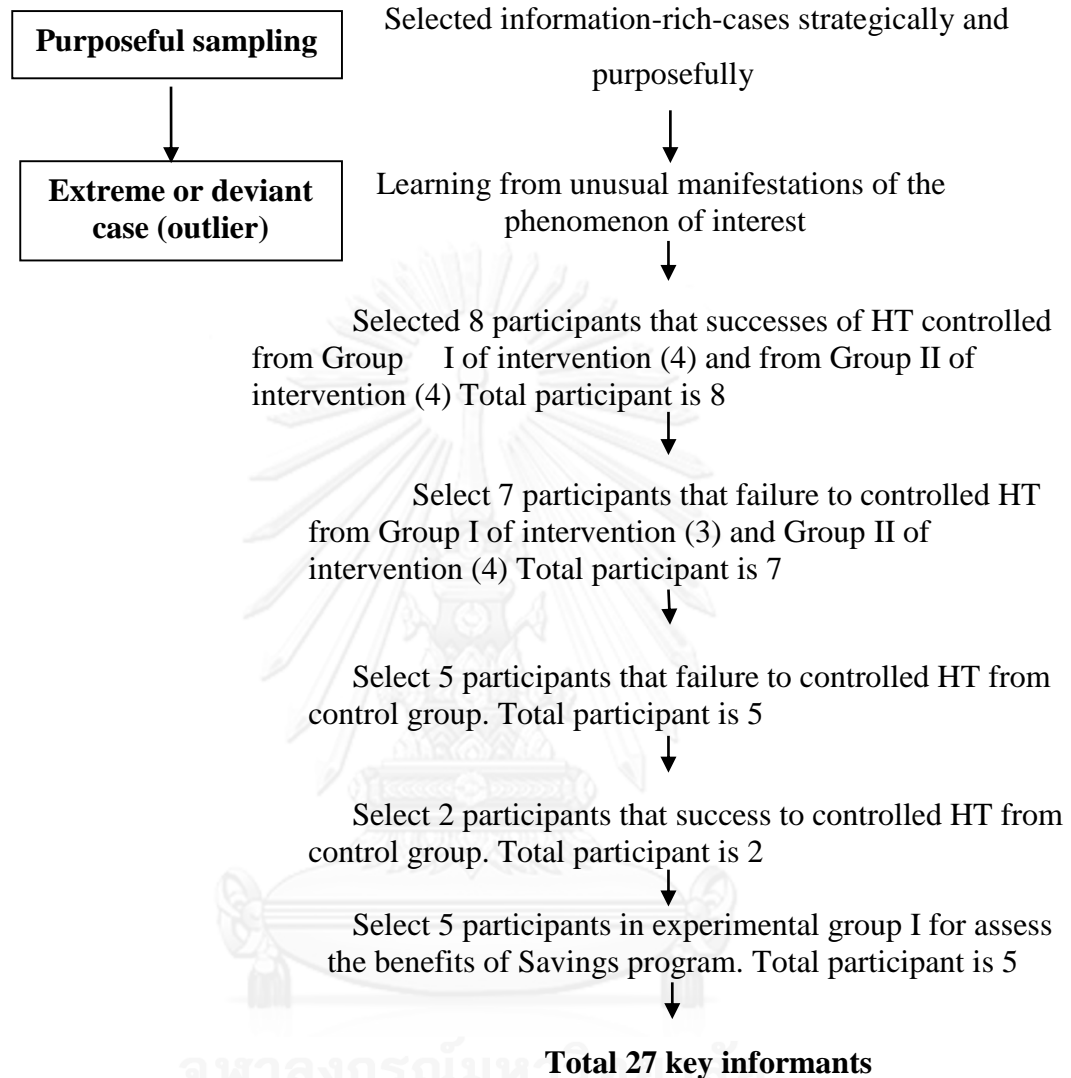 Purposeful sampling
Selected information-rich-cases strategically and
purposefully
Extreme or deviant
case (outlier)
Learning from unusual manifestations of the
phenomenon of interest
Selected 8 participants that successes of HT controlled
from Group I of intervention (4) and from Group II of
intervention (4) Total participant is 8
Select 7 participants that failure to controlled HT
from Group I of intervention (3) and Group II of
intervention (4) Total participant is 7
Select 5 participants that failure to controlled HT from
control group. Total participant is 5
Select 2 participants that success to controlled HT from
control group. Total participant is 2
Select 5 participants in experimental group I for assess
the benefits of Savings program. Total participant is 5
Total 27 key informants